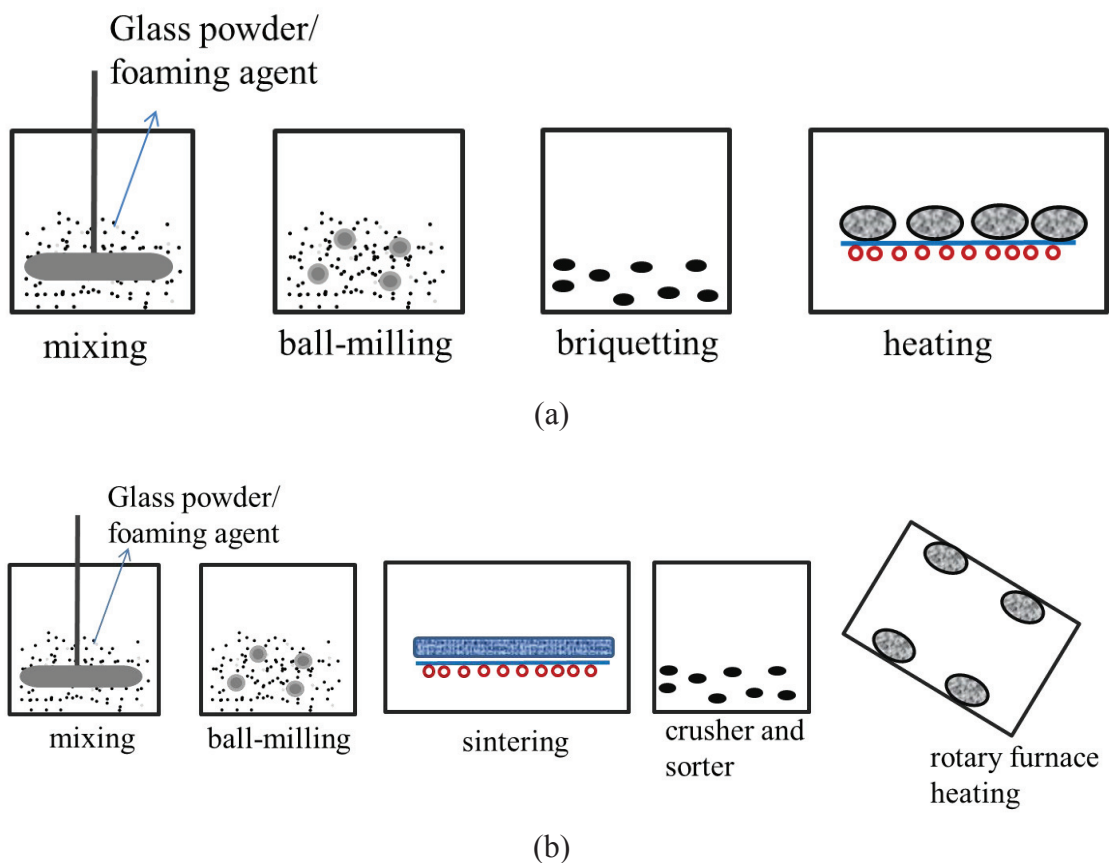 Glass powder/
foaming agent
mixing
ball-milling
briquetting
heating
(a)
Glass powder/
foaming agent
mixing
ball-milling
sintering
crusher and
sorter
rotary furnace
heating
(b)